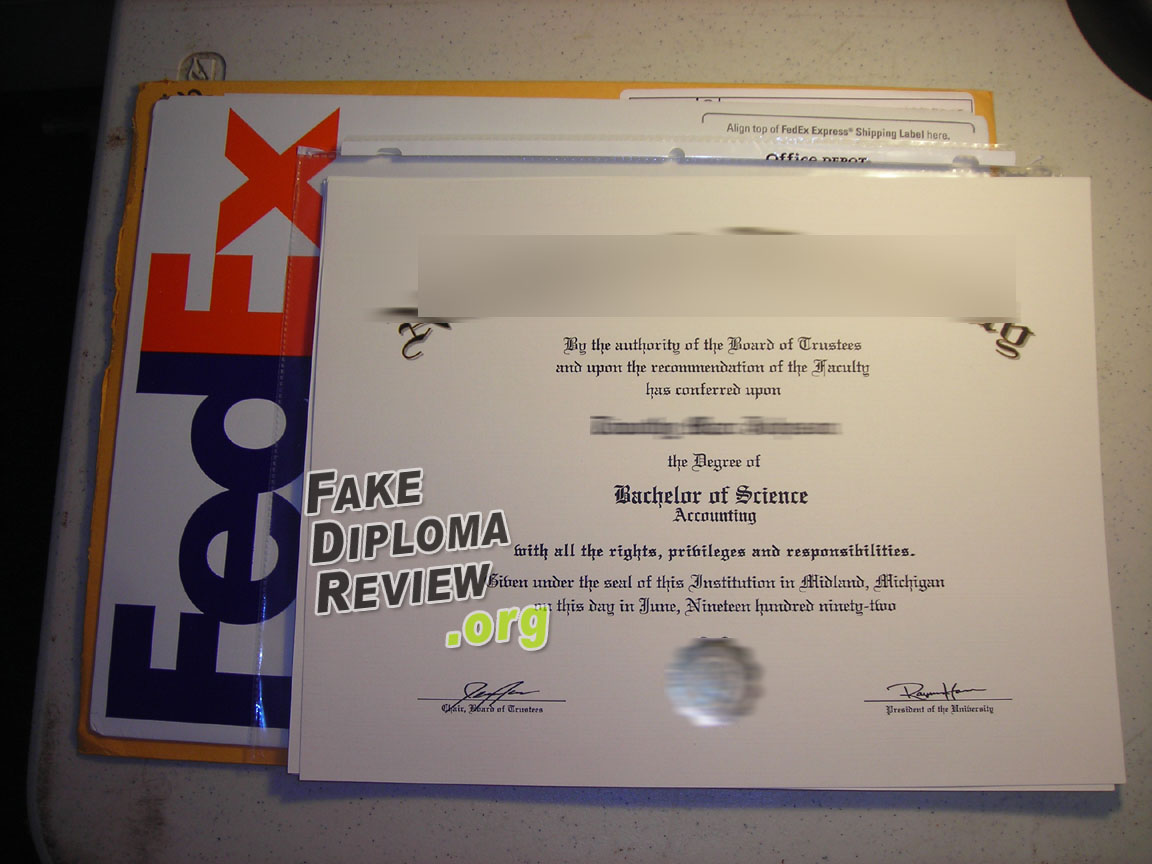 FedEx
Align top of FedEx Express® Shipping Label here.
Office DEPOT
By the authority of the Board of Trustees
and upon the recommendation of the Faculty
has conferred upon
the Degree of
Bachelor of Science
Accounting
with all the rights, privileges and responsibilities.
Given under the seal of this Institution in Midland, Michigan
on this day in June, Nineteen hundred ninety-two
Chair, Board of Trustees
President of the University
FAKE
DIPLOMA
REVIEW
.org